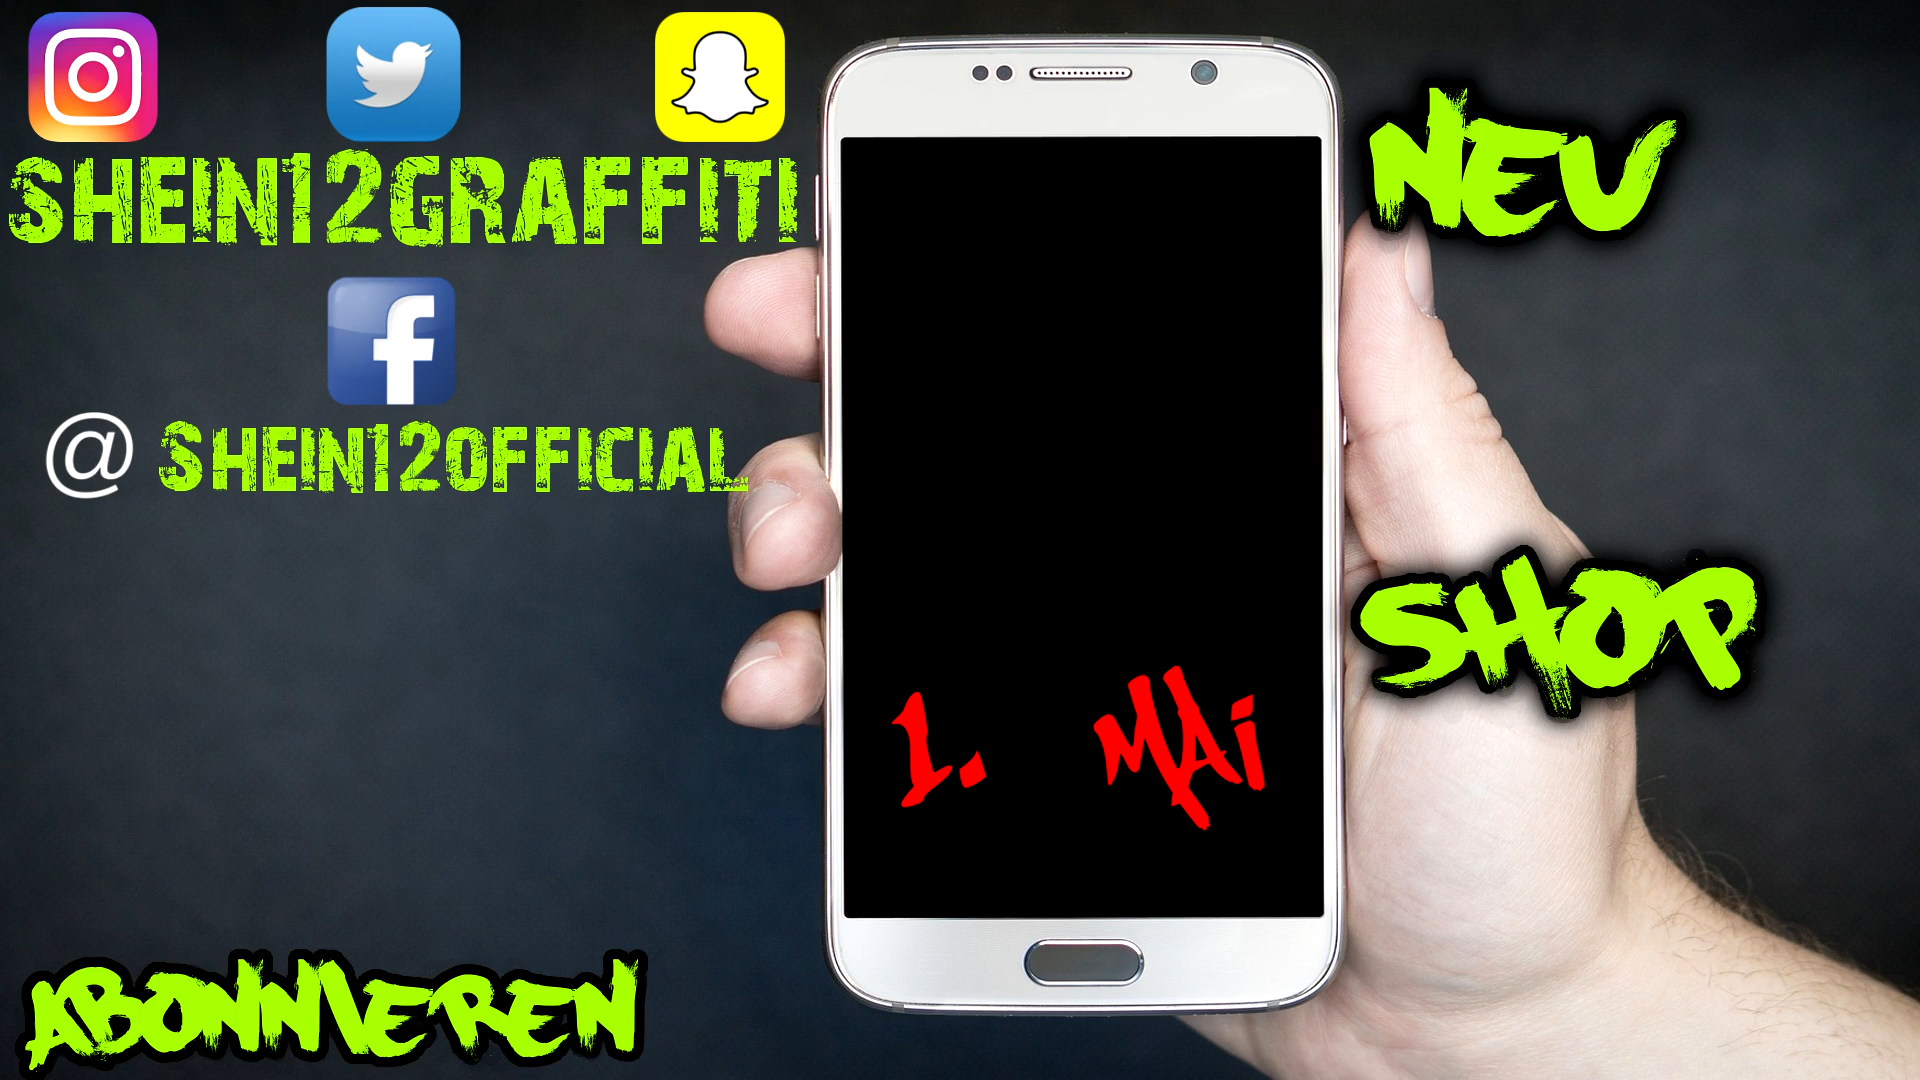 SHEIN12GRAFFITI
@ SHEIN12OFFICIAL
NEU
SHOP
1. MAi
ABONNIEREN